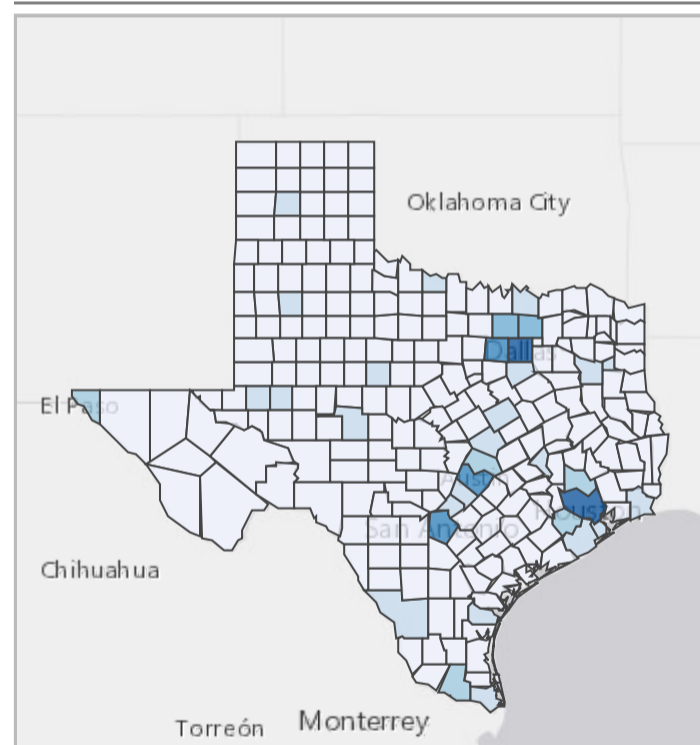 Oklahoma City
Dallas
El Paso
Austin
Houston
San Antonio
Chihuahua
Monterrey
Torreón